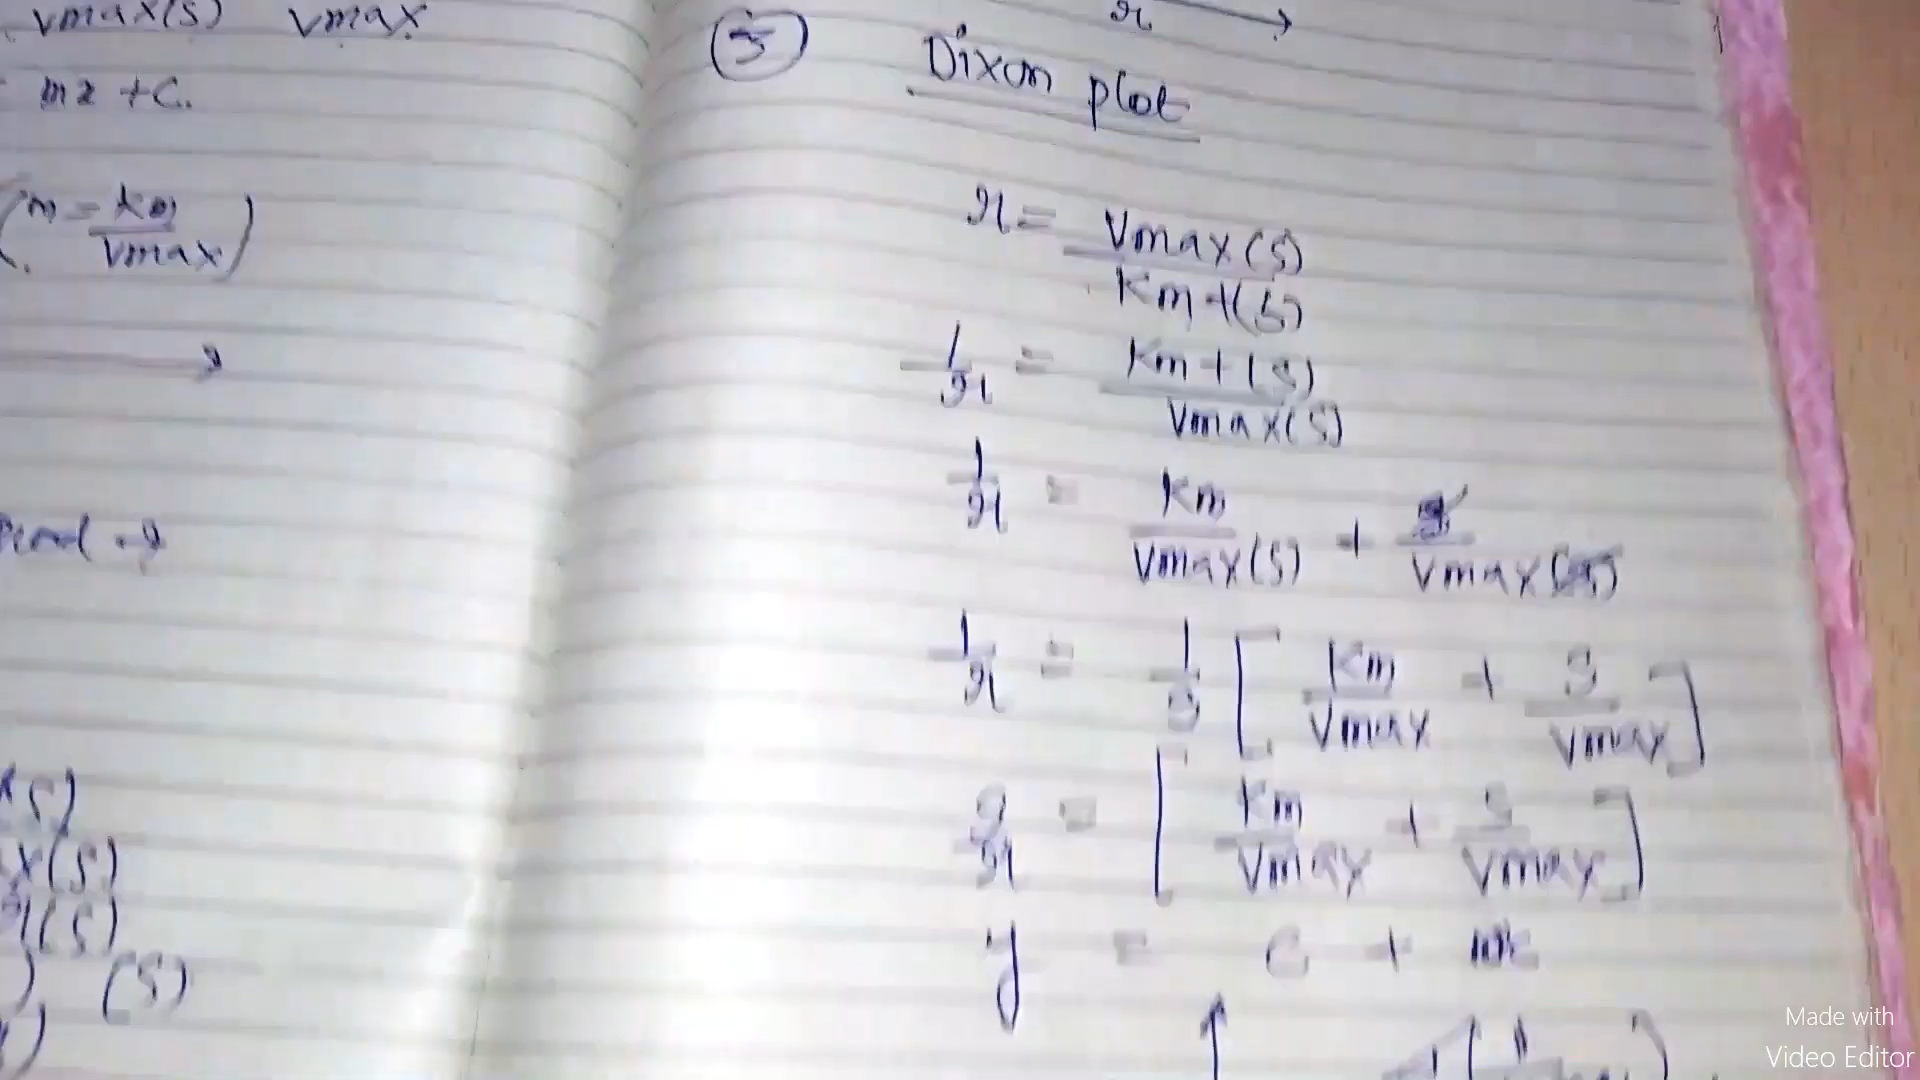 vmax(s) vmax
mx + c.
(m = km / vmax)
(s)
x(s)
(s)
) (s)
(3) r
Dixon plot
r = Vmax(s) / km+(s)
1/r = km+(s) / Vmax(s)
1/r = km / Vmax(s) + s / Vmax(s)
1/r = 1/s [ km / Vmax + s / Vmax ]
s/r = [ km / Vmax + s / Vmax ]
y = c + mx
Made with
Video Editor